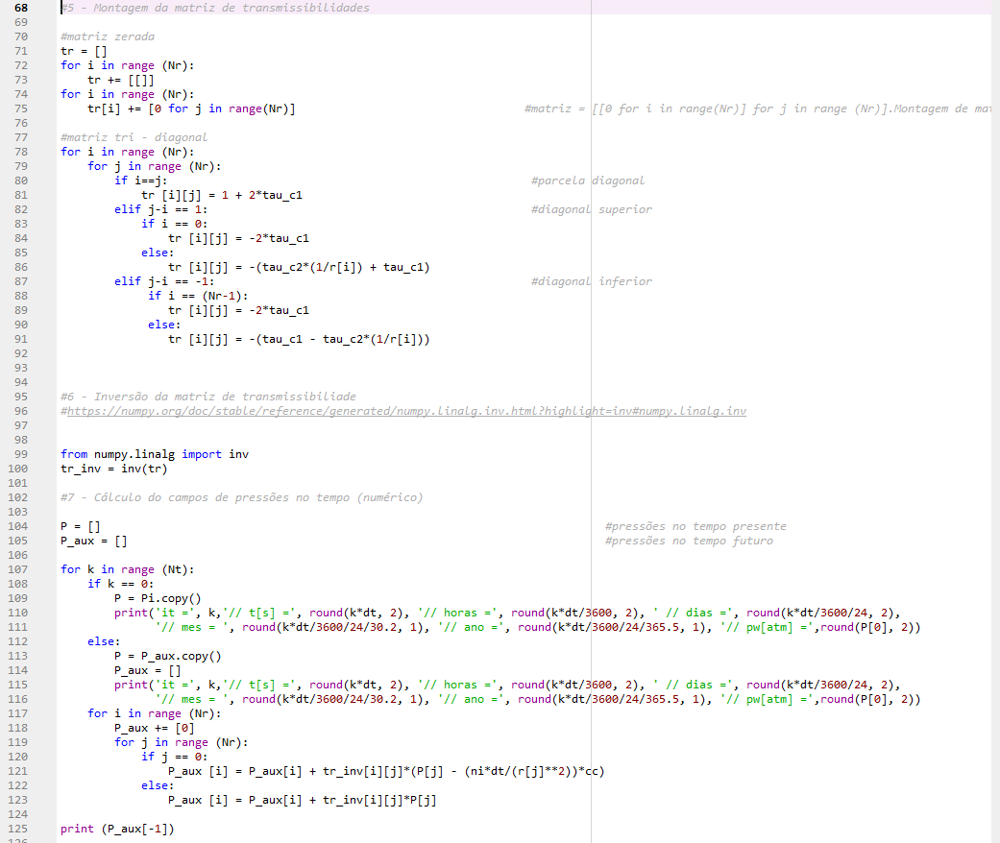 68 #5 - Montagem da matriz de transmissibilidades
69
70 #matriz zerada
71 tr = []
72 for i in range (Nr):
73     tr += [[]]
74 for i in range (Nr):
75     tr[i] += [0 for j in range(Nr)] #matriz = [[0 for i in range(Nr)] for j in range (Nr)].Montagem de
76
77 #matriz tri - diagonal
78 for i in range (Nr):
79     for j in range (Nr):
80         if i==j: #parcela diagonal
81             tr [i][j] = 1 + 2*tau_c1
82         elif j-i == 1: #diagonal superior
83             if i == 0:
84                 tr [i][j] = -2*tau_c1
85             else:
86                 tr [i][j] = -(tau_c2*(1/r[i]) + tau_c1)
87         elif j-i == -1: #diagonal inferior
88              if i == (Nr-1):
89                 tr [i][j] = -2*tau_c1
90              else:
91                 tr [i][j] = -(tau_c1 - tau_c2*(1/r[i]))
92
93
94
95 #6 - Inversão da matriz de transmissibiliade
96 #https://numpy.org/doc/stable/reference/generated/numpy.linalg.inv.html?highlight=inv#numpy.linalg.inv
97
98
99 from numpy.linalg import inv
100 tr_inv = inv(tr)
101
102 #7 - Cálculo do campos de pressões no tempo (numérico)
103
104 P = [] #pressões no tempo presente
105 P_aux = [] #pressões no tempo futuro
106
107 for k in range (Nt):
108     if k == 0:
109         P = Pi.copy()
110         print('it =', k,'// t[s] =', round(k*dt, 2), '// horas =', round(k*dt/3600, 2), ' // dias =', round(k*dt/3600/24, 2),
111               '// mes = ', round(k*dt/3600/24/30.2, 1), '// ano =', round(k*dt/3600/24/365.5, 1), '// pw[atm] =',round(P[0], 2))
112     else:
113         P = P_aux.copy()
114         P_aux = []
115         print('it =', k,'// t[s] =', round(k*dt, 2), '// horas =', round(k*dt/3600, 2), ' // dias =', round(k*dt/3600/24, 2),
116               '// mes = ', round(k*dt/3600/24/30.2, 1), '// ano =', round(k*dt/3600/24/365.5, 1), '// pw[atm] =',round(P[0], 2))
117     for i in range (Nr):
118         P_aux += [0]
119         for j in range (Nr):
120             if j == 0:
121                 P_aux [i] = P_aux[i] + tr_inv[i][j]*(P[j] - (ni*dt/(r[j]**2))*cc)
122             else:
123                 P_aux [i] = P_aux[i] + tr_inv[i][j]*P[j]
124
125 print (P_aux[-1])